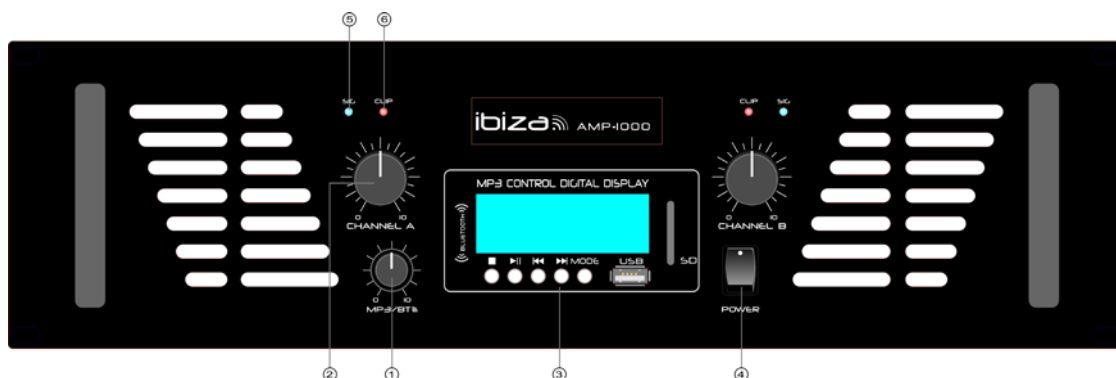 ⑤ ⑥
SIG CLIP
ibiza AMP-1000
CLIP SIG
MP3 CONTROL DIGITAL DISPLAY
BLUETOOTH
0 10
CHANNEL A
0 10
CHANNEL B
MODE USB SD
0 10
MP3/BT
POWER
② ① ③ ④